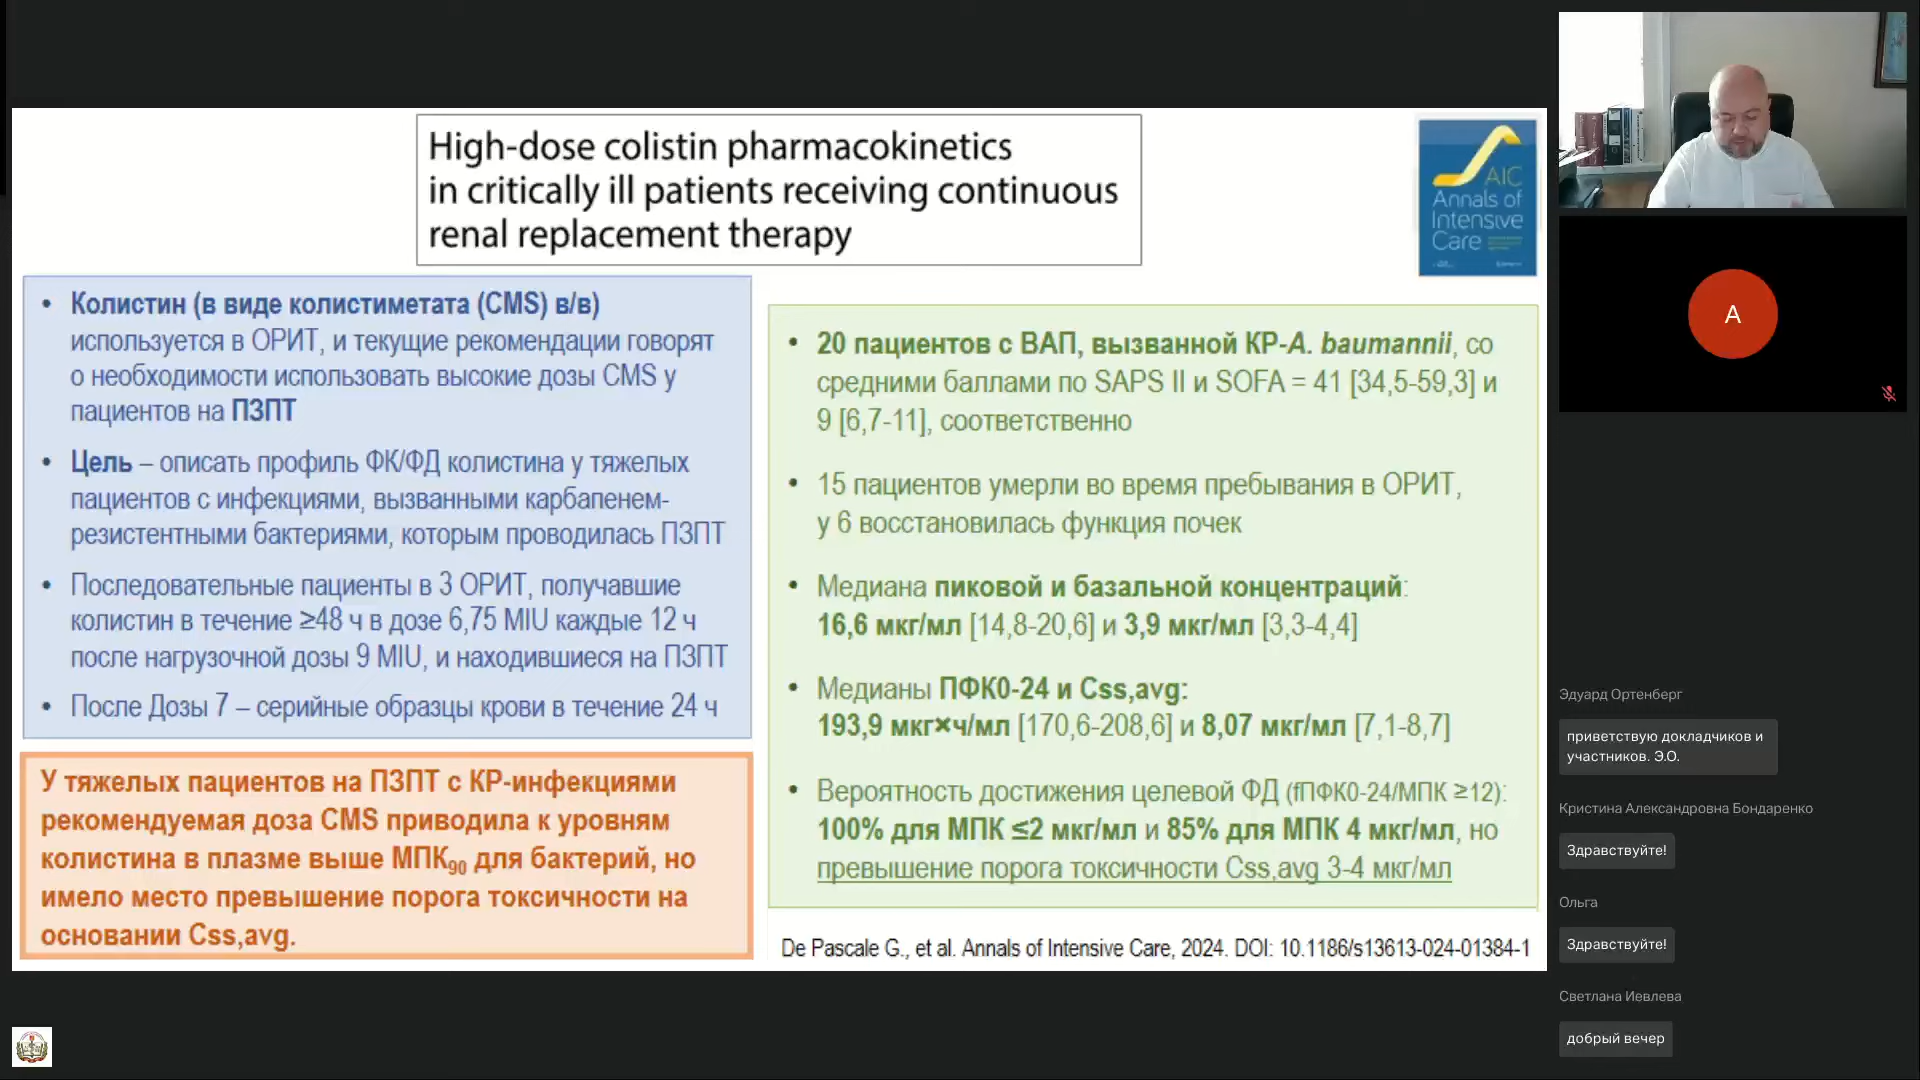 High-dose colistin pharmacokinetics
in critically ill patients receiving continuous
renal replacement therapy
AIC
Annals of
Intensive
Care
• Колистин (в виде колистиметата (CMS) в/в)
используется в ОРИТ, и текущие рекомендации говорят
о необходимости использовать высокие дозы CMS у
пациентов на ПЗПТ
• Цель – описать профиль ФК/ФД колистина у тяжелых
пациентов с инфекциями, вызванными карбапенем-
резистентными бактериями, которым проводилась ПЗПТ
• Последовательные пациенты в 3 ОРИТ, получавшие
колистин в течение ≥48 ч в дозе 6,75 MIU каждые 12 ч
после нагрузочной дозы 9 MIU, и находившиеся на ПЗПТ
• После Дозы 7 – серийные образцы крови в течение 24 ч
У тяжелых пациентов на ПЗПТ с КР-инфекциями
рекомендуемая доза CMS приводила к уровням
колистина в плазме выше МПК90 для бактерий, но
имело место превышение порога токсичности на
основании Css,avg.
• 20 пациентов с ВАП, вызванной КР-A. baumannii, со
средними баллами по SAPS II и SOFA = 41 [34,5-59,3] и
9 [6,7-11], соответственно
• 15 пациентов умерли во время пребывания в ОРИТ,
у 6 восстановилась функция почек
• Медиана пиковой и базальной концентраций:
16,6 мкг/мл [14,8-20,6] и 3,9 мкг/мл [3,3-4,4]
• Медианы ПФК0-24 и Css,avg:
193,9 мкг×ч/мл [170,6-208,6] и 8,07 мкг/мл [7,1-8,7]
• Вероятность достижения целевой ФД (fПФК0-24/МПК ≥12):
100% для МПК ≤2 мкг/мл и 85% для МПК 4 мкг/мл, но
превышение порога токсичности Css,avg 3-4 мкг/мл
De Pascale G., et al. Annals of Intensive Care, 2024. DOI: 10.1186/s13613-024-01384-1
A
Эдуард Ортенберг
приветствую докладчиков и
участников. Э.О.
Кристина Александровна Бондаренко
Здравствуйте!
Ольга
Здравствуйте!
Светлана Иевлева
добрый вечер